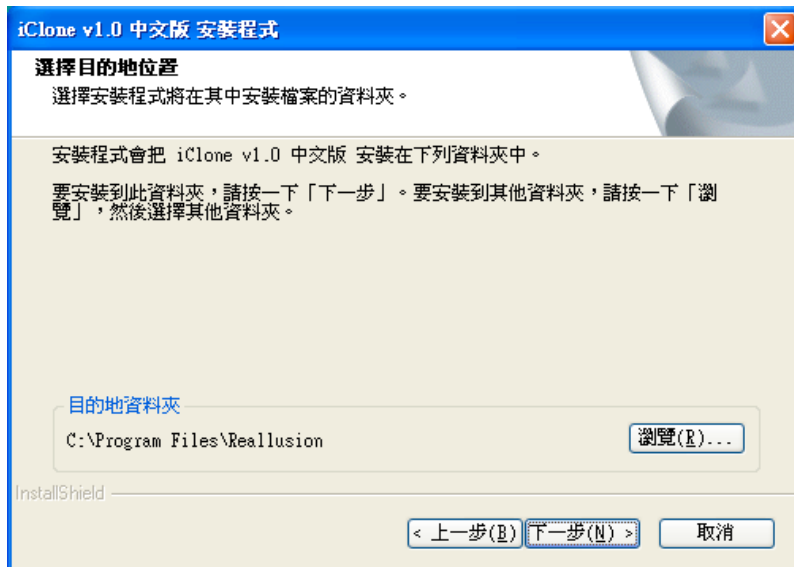 iClone v1.0 中文版 安裝程式
選擇目的地位置
選擇安裝程式將在其中安裝檔案的資料夾。
安裝程式會把 iClone v1.0 中文版 安裝在下列資料夾中。
要安裝到此資料夾，請按一下「下一步」。要安裝到其他資料夾，請按一下「瀏
覽」，然後選擇其他資料夾。
目的地資料夾
C:\Program Files\Reallusion
瀏覽(R)...
InstallShield
< 上一步(B) 下一步(N) > 取消